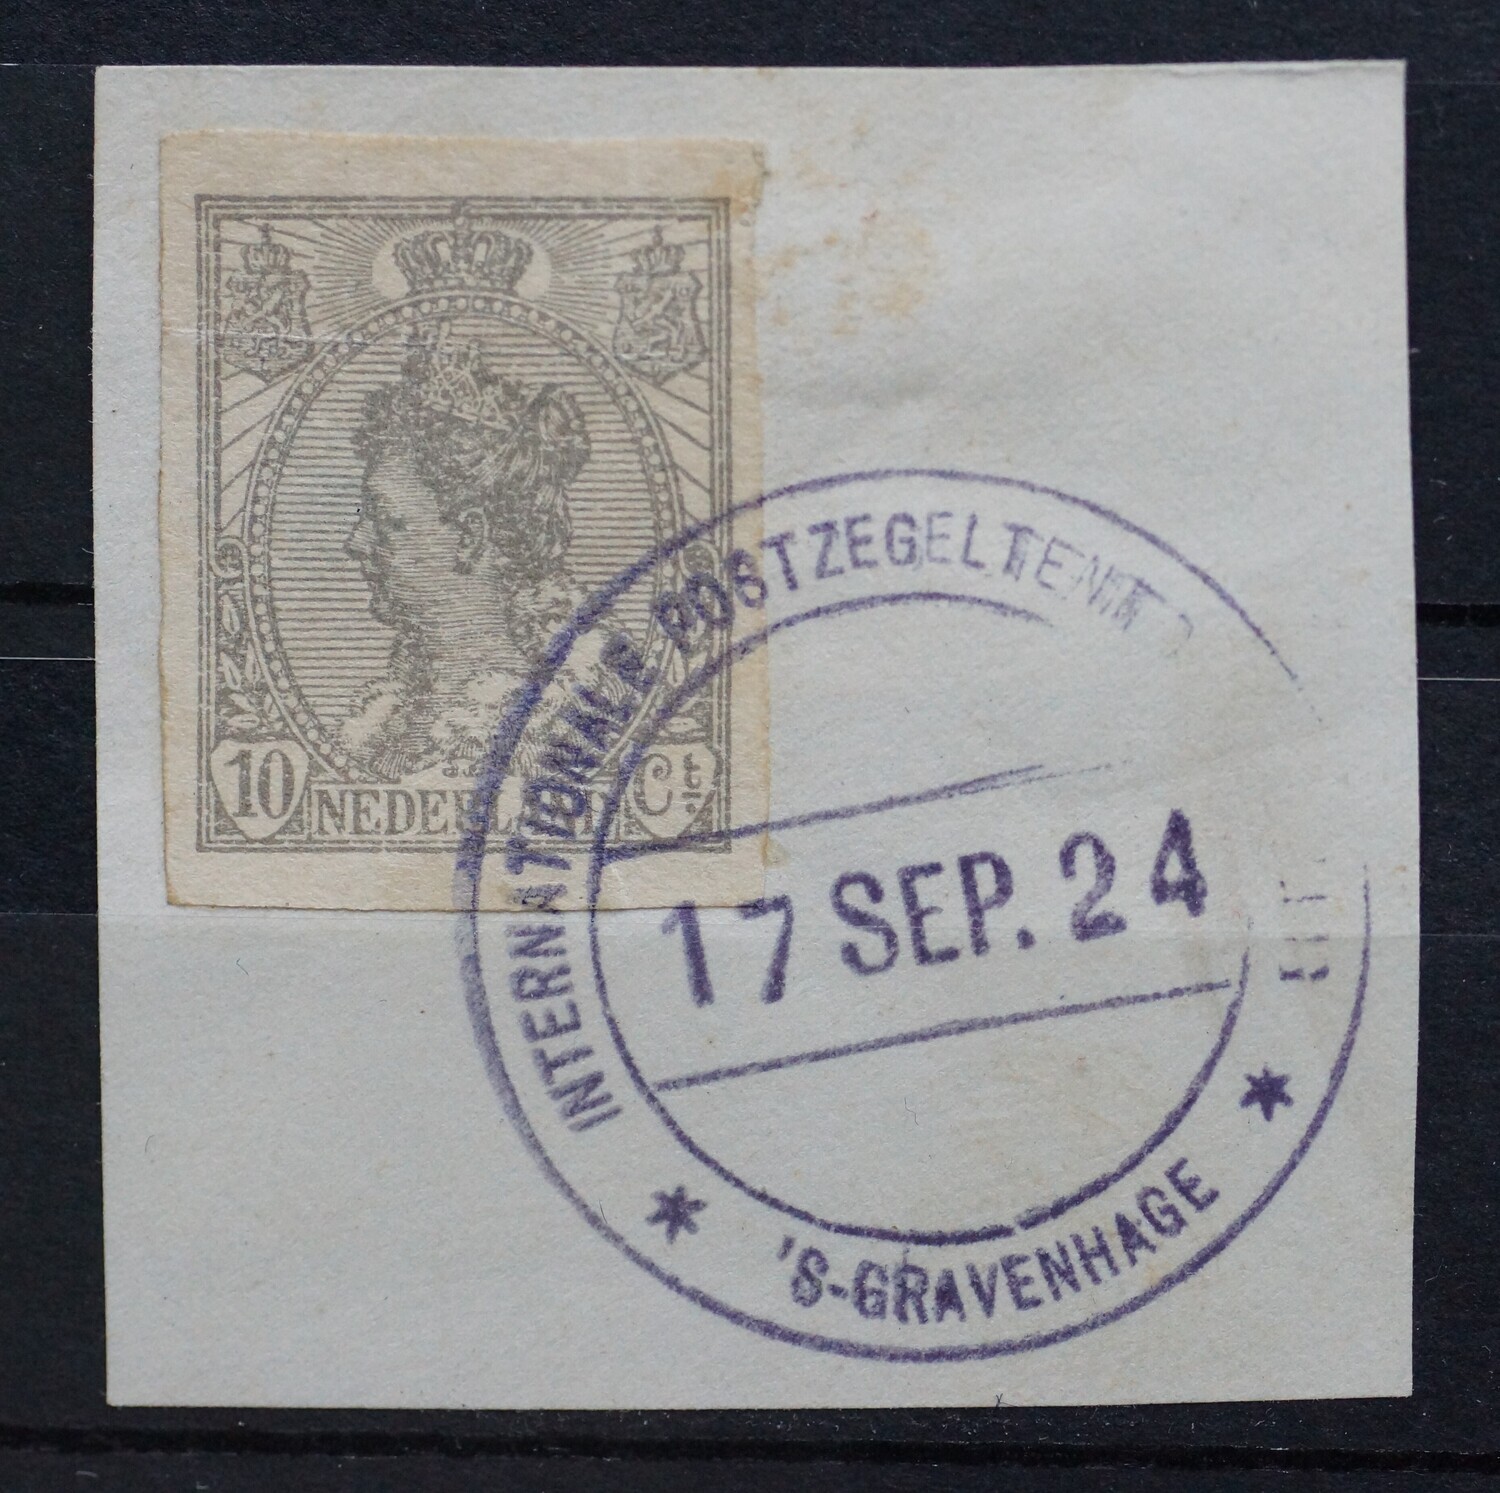 10 NEDERLAND Ct.
INTERNATIONALE POSTZEGELTENT
17 SEP. 24
'S-GRAVENHAGE